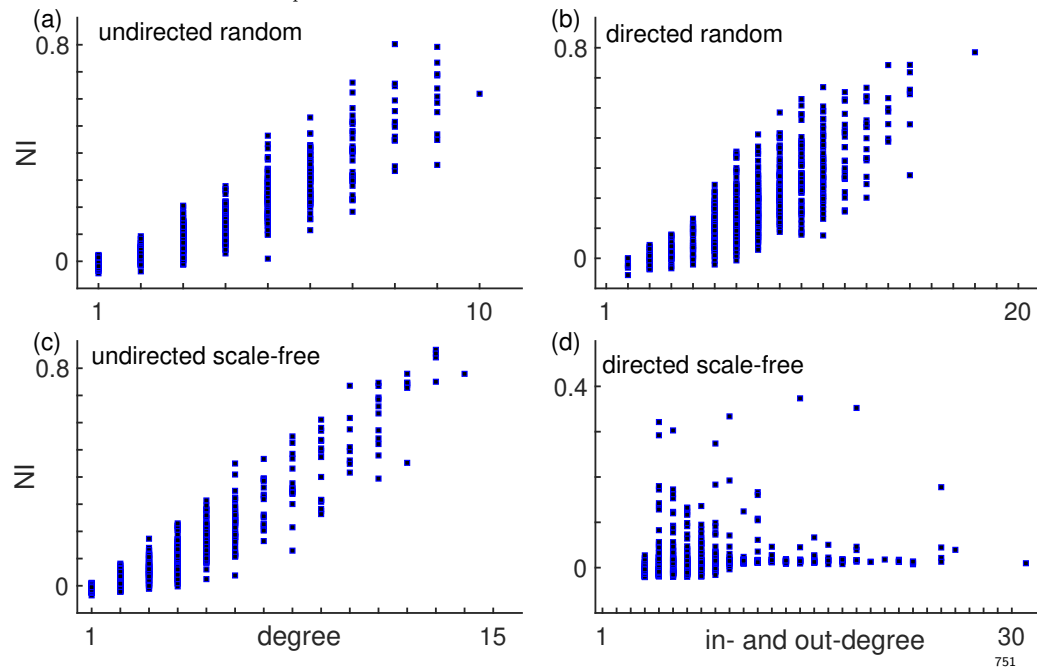 (a)
undirected random
0.8
NI
0
1
10
(b)
directed random
0.8
0
1
20
(c)
undirected scale-free
0.8
NI
0
1
degree
15
(d)
directed scale-free
0.4
0
1
in- and out-degree
30
751